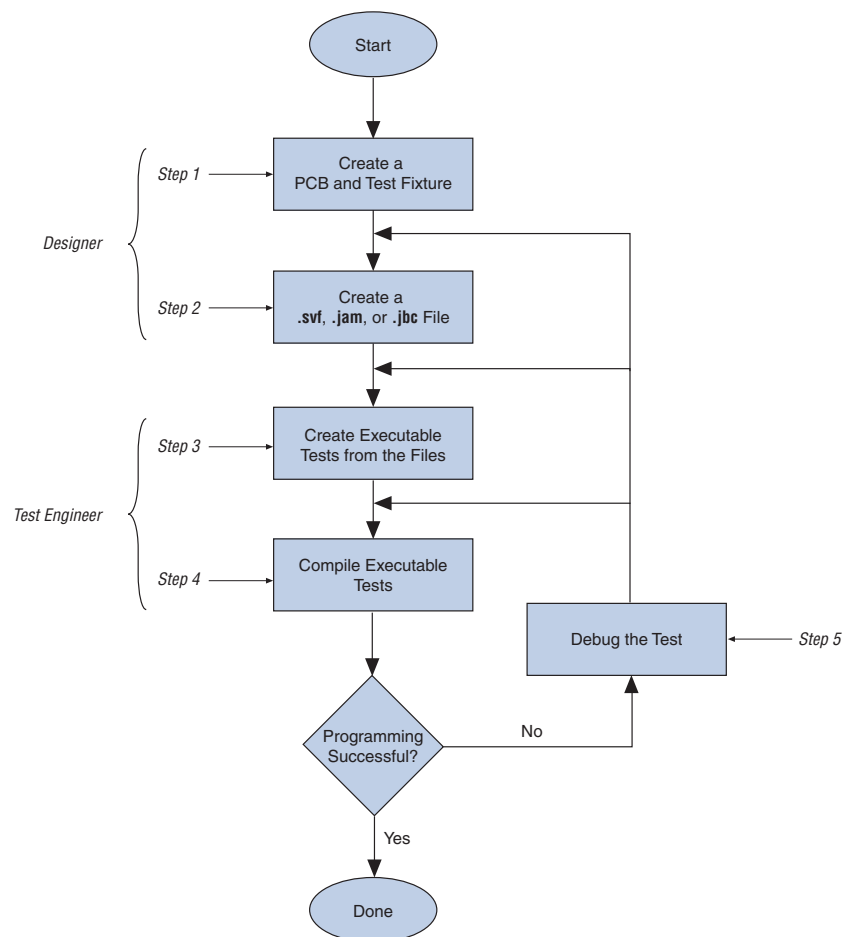 Start
Step 1
Create a
PCB and Test Fixture
Designer
Step 2
Create a
.svf, .jam, or .jbc File
Step 3
Create Executable
Tests from the Files
Test Engineer
Step 4
Compile Executable
Tests
Debug the Test
Step 5
Programming
Successful?
No
Yes
Done